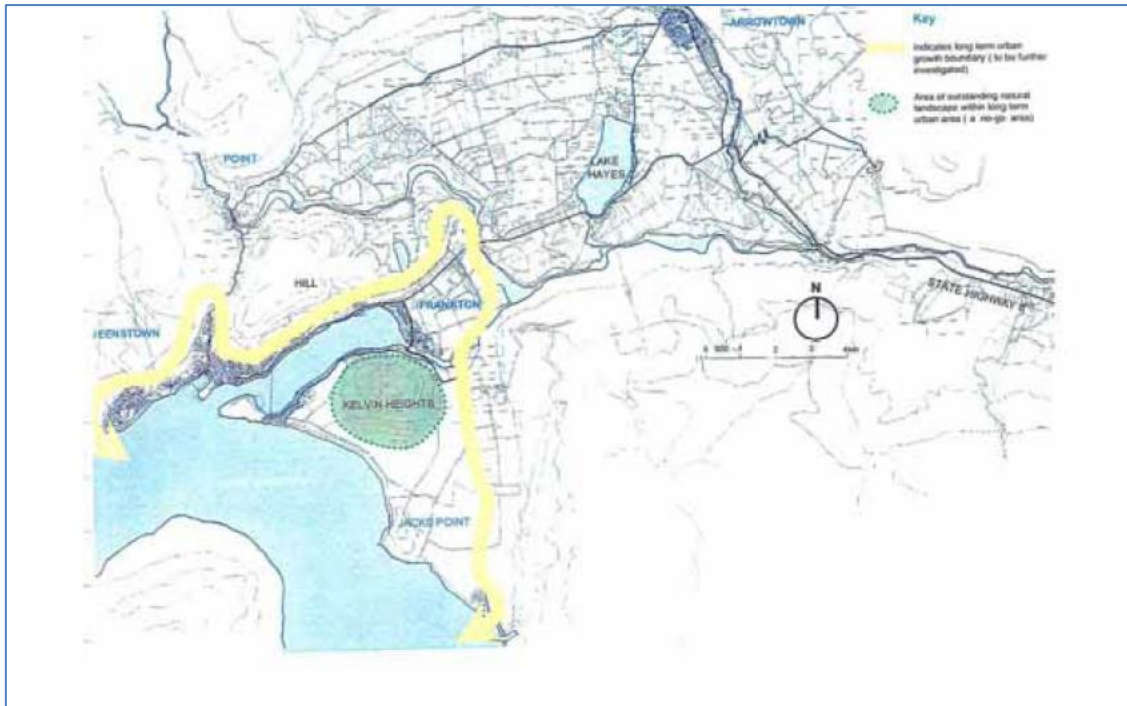 ARROWTOWN
Key
indicates long term urban
growth boundary ( to be further
investigated)
Area of outstanding natural
landscape within long term
urban area ( a no-go area)
LAKE
HAYES
POINT
HILL
FRANKTON
EENSTOWN
KELVIN HEIGHTS
JACKS POINT
STATE HIGHWAY
N